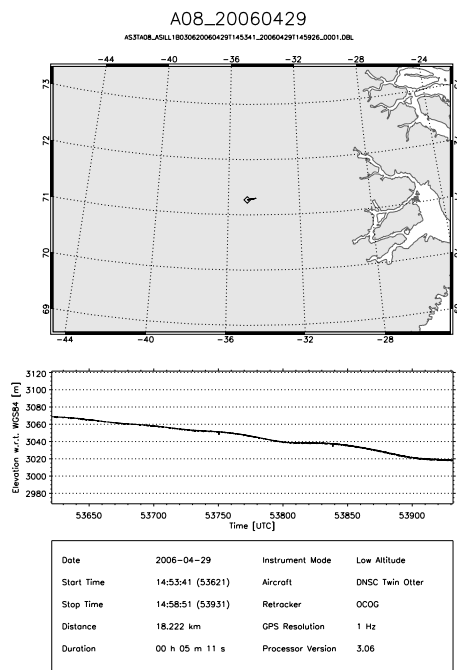 A08_20060429
AS3TA08_ASILL1B030620060429T145341_20060429T145926_0001.DBL
-44 -40 -36 -32 -28 -24
73
72
71
70
69
-44 -40 -36 -32 -28
3120
3100
3080
3060
3040
3020
3000
2980
Elevation w.r.t. WGS84 [m]
53650 53700 53750 53800 53850 53900
Time [UTC]
Date 2006-04-29 Instrument Mode Low Altitude
Start Time 14:53:41 (53621) Aircraft DNSC Twin Otter
Stop Time 14:58:51 (53931) Retracker OCOG
Distance 18.222 km GPS Resolution 1 Hz
Duration 00 h 05 m 11 s Processor Version 3.06